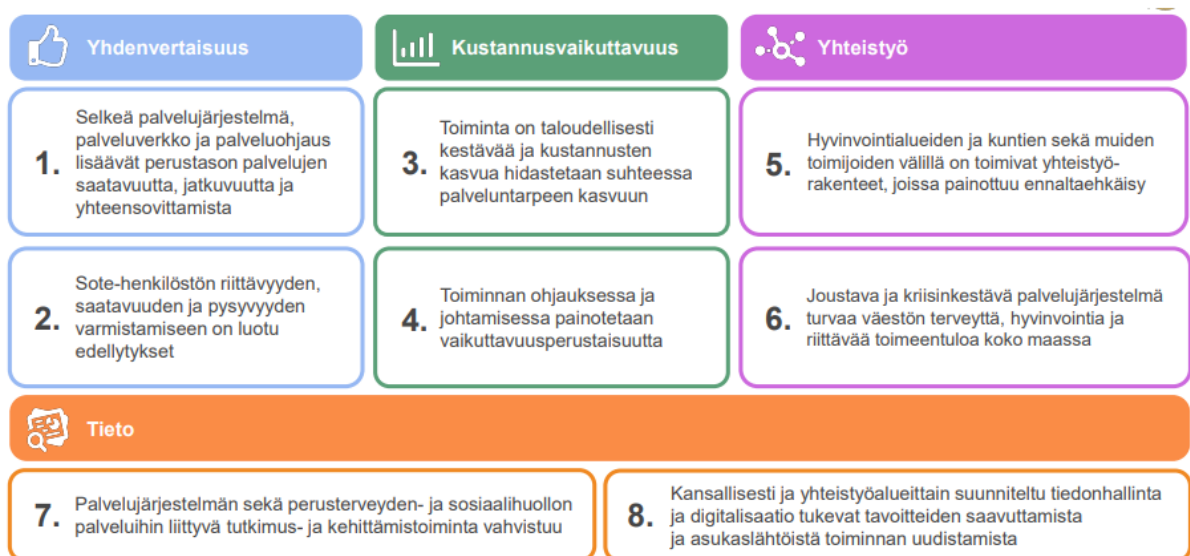 Yhdenvertaisuus
1.
Selkeä palvelujärjestelmä,
palveluverkko ja palveluohjaus
lisäävät perustason palvelujen
saatavuutta, jatkuvuutta ja
yhteensovittamista
2.
Sote-henkilöstön riittävyyden,
saatavuuden ja pysyvyyden
varmistamiseen on luotu
edellytykset
Kustannusvaikuttavuus
3.
Toiminta on taloudellisesti
kestävää ja kustannusten
kasvua hidastetaan suhteessa
palveluntarpeen kasvuun
4.
Toiminnan ohjauksessa ja
johtamisessa painotetaan
vaikuttavuusperustaisuutta
Yhteistyö
5.
Hyvinvointialueiden ja kuntien sekä muiden
toimijoiden välillä on toimivat yhteistyö-
rakenteet, joissa painottuu ennaltaehkäisy
6.
Joustava ja kriisinkestävä palvelujärjestelmä
turvaa väestön terveyttä, hyvinvointia ja
riittävää toimeentuloa koko maassa
Tieto
7.
Palvelujärjestelmän sekä perusterveyden- ja sosiaalihuollon
palveluihin liittyvä tutkimus- ja kehittämistoiminta vahvistuu
8.
Kansallisesti ja yhteistyöalueittain suunniteltu tiedonhallinta
ja digitalisaatio tukevat tavoitteiden saavuttamista
ja asukaslähtöistä toiminnan uudistamista